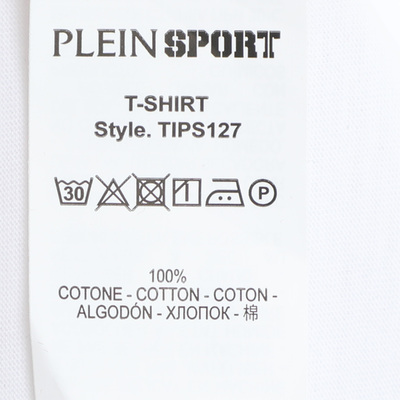 PLEIN SPORT
T-SHIRT
Style. TIPS127
30 P
100%
COTONE - COTTON - COTON -
ALGODÓN - ХЛОПОК - 棉